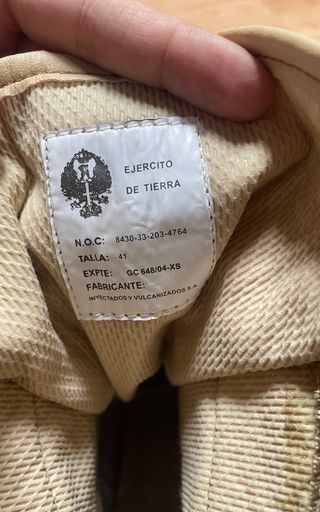 EJERCITO
DE TIERRA
N.O.C: 8430-33-203-4764
TALLA: 41
EXPTE: GC 648/04-XS
FABRICANTE:
INYECTADOS Y VULCANIZADOS S.A.